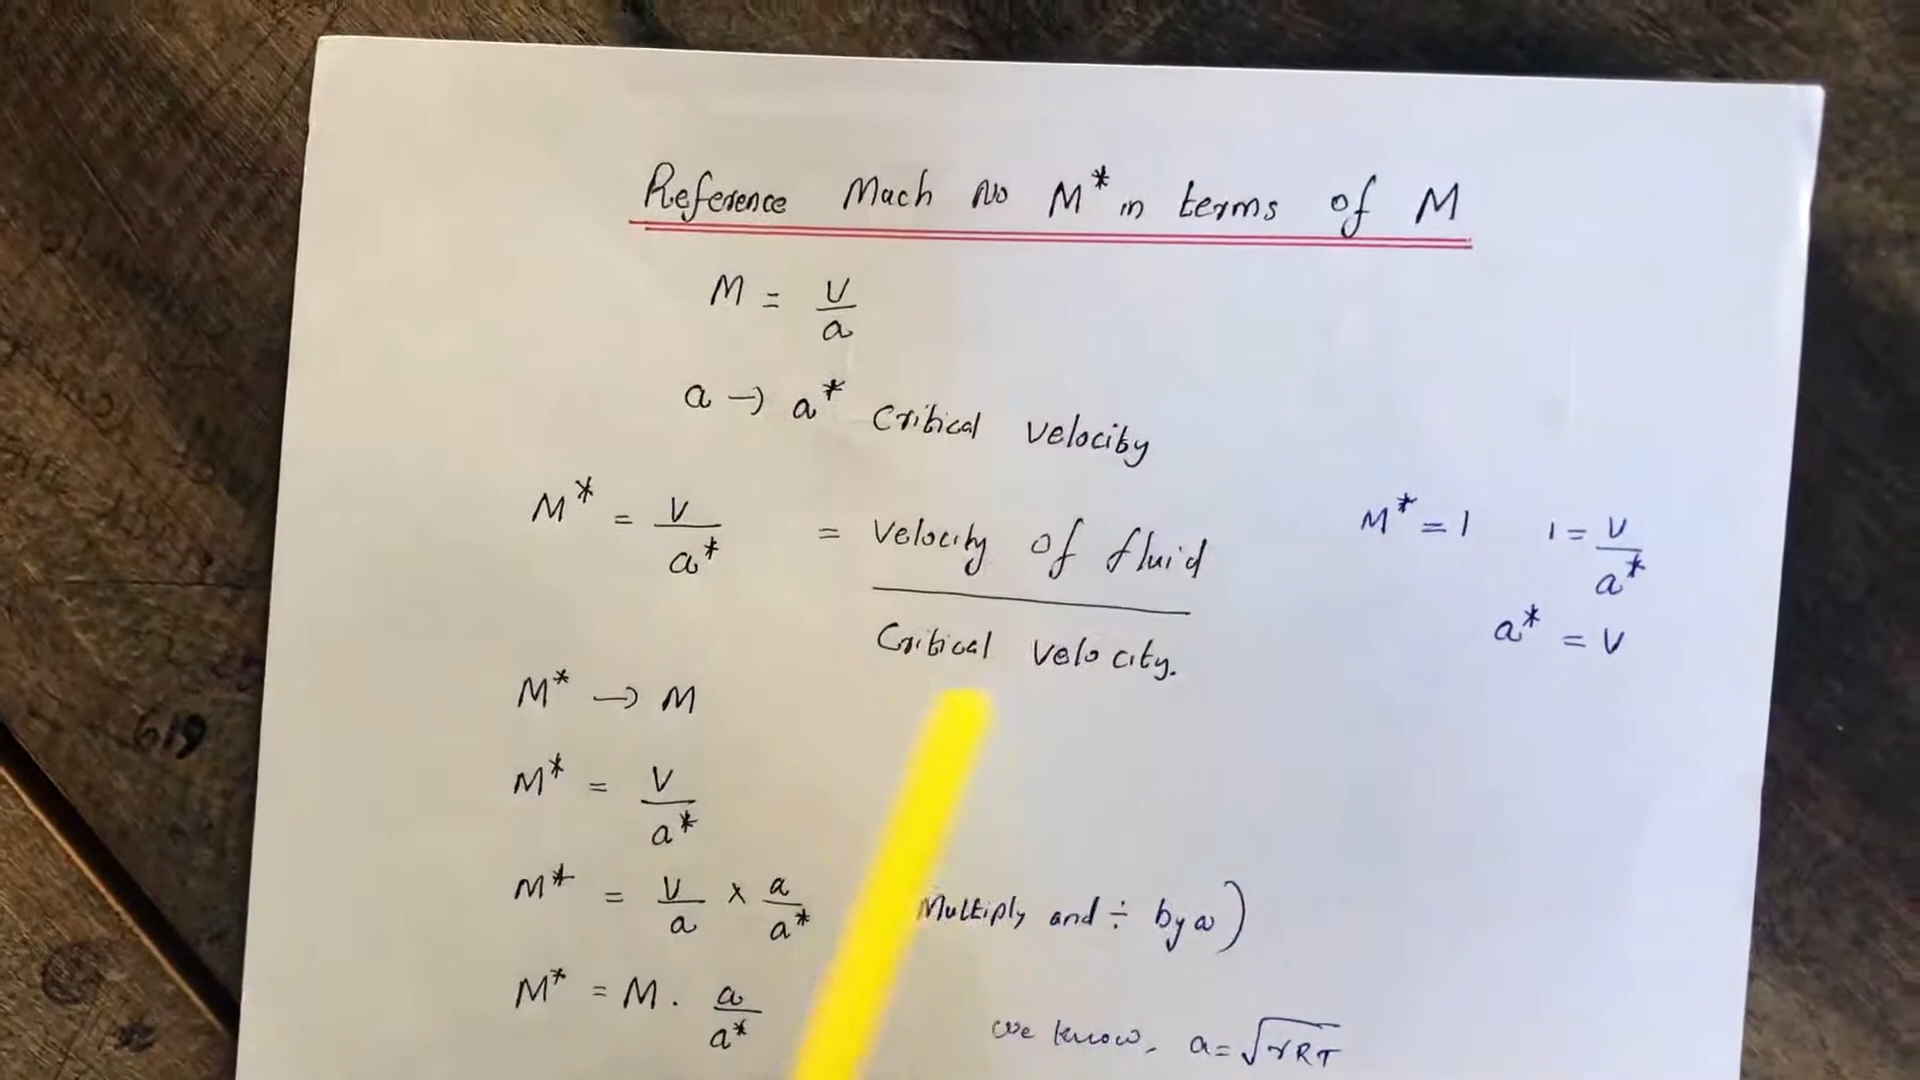 Reference Mach No M* in terms of M
M = V/a
a → a* Critical velocity
M* = V/a* = Velocity of fluid / Critical velocity.
M* = 1 1 = V/a*
a* = V
M* → M
M* = V/a*
M* = V/a × a/a* Multiply and ÷ by a)
M* = M . a/a*
we know, a = √γRT
619